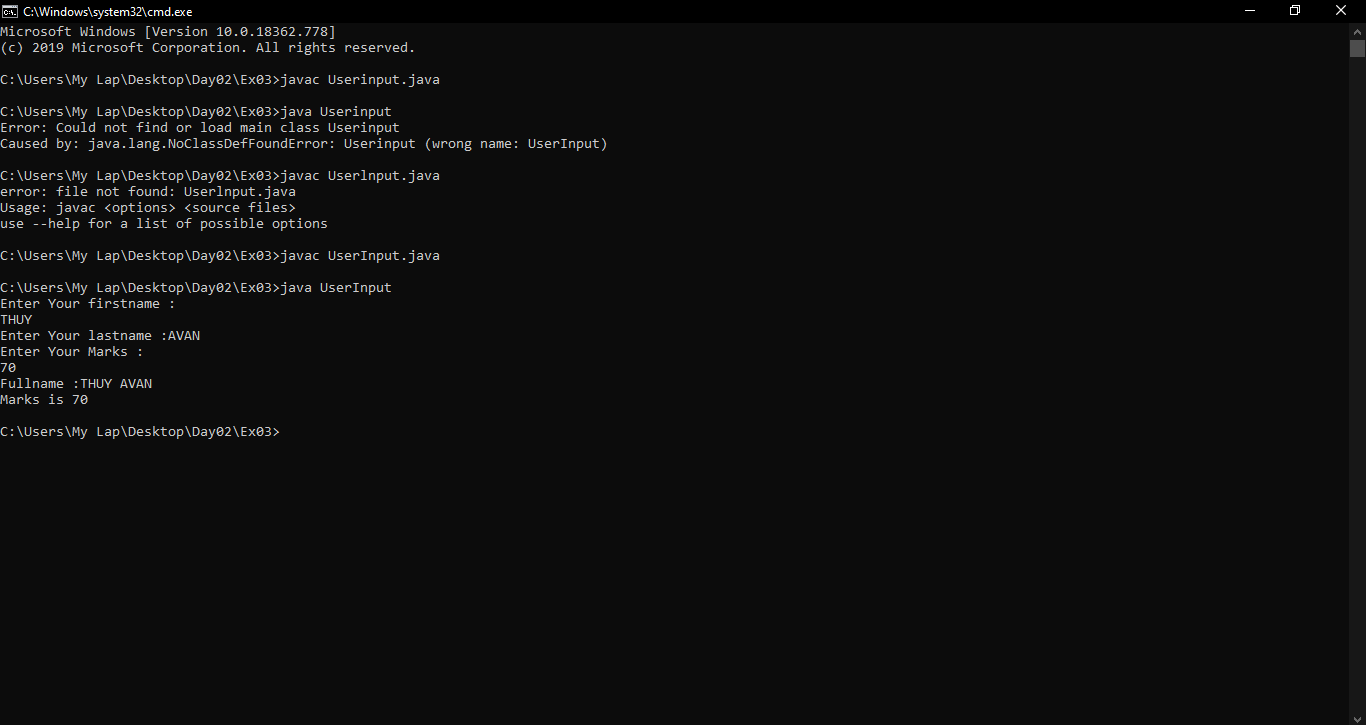 C:\Windows\system32\cmd.exe
Microsoft Windows [Version 10.0.18362.778]
(c) 2019 Microsoft Corporation. All rights reserved.
C:\Users\My Lap\Desktop\Day02\Ex03>javac Userinput.java
C:\Users\My Lap\Desktop\Day02\Ex03>java Userinput
Error: Could not find or load main class Userinput
Caused by: java.lang.NoClassDefFoundError: Userinput (wrong name: UserInput)
C:\Users\My Lap\Desktop\Day02\Ex03>javac Userlnput.java
error: file not found: Userlnput.java
Usage: javac <options> <source files>
use --help for a list of possible options
C:\Users\My Lap\Desktop\Day02\Ex03>javac UserInput.java
C:\Users\My Lap\Desktop\Day02\Ex03>java UserInput
Enter Your firstname :
THUY
Enter Your lastname :AVAN
Enter Your Marks :
70
Fullname :THUY AVAN
Marks is 70
C:\Users\My Lap\Desktop\Day02\Ex03>